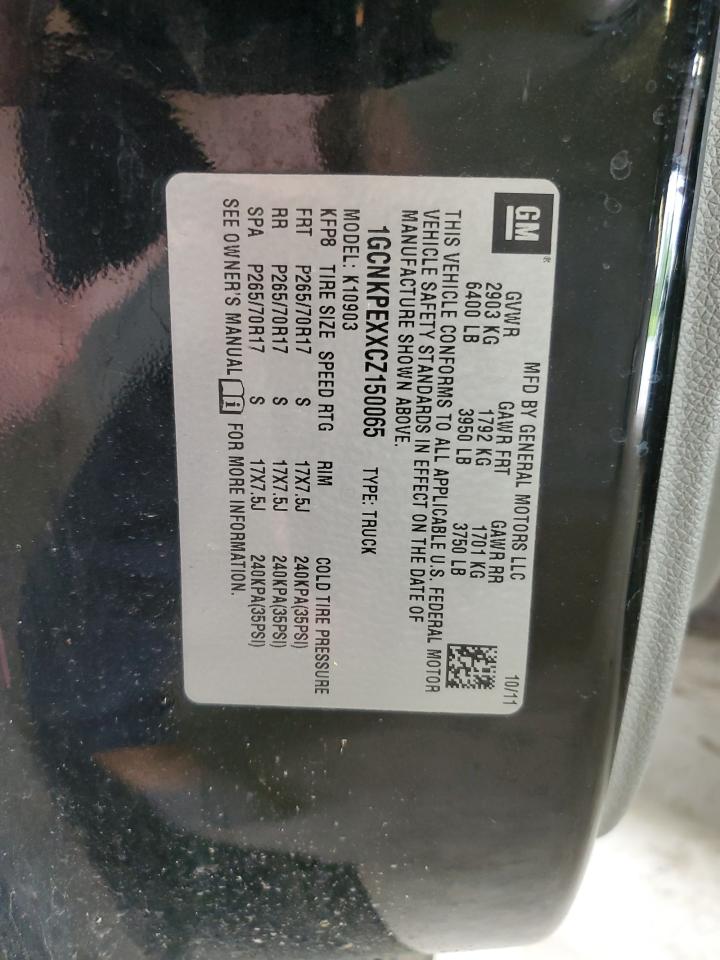 GM®
MFD BY GENERAL MOTORS LLC 10/11
GVWR GAWR FRT GAWR RR
2903 KG 1792 KG 1701 KG
6400 LB 3950 LB 3750 LB
THIS VEHICLE CONFORMS TO ALL APPLICABLE U.S. FEDERAL MOTOR
VEHICLE SAFETY STANDARDS IN EFFECT ON THE DATE OF
MANUFACTURE SHOWN ABOVE.
1GCNKPEXXCZ150065 TYPE: TRUCK
MODEL: K10903
KFP8 TIRE SIZE SPEED RTG RIM COLD TIRE PRESSURE
FRT P265/70R17 S 17X7.5J 240KPA(35PSI)
RR P265/70R17 S 17X7.5J 240KPA(35PSI)
SPA P265/70R17 S 17X7.5J 240KPA(35PSI)
SEE OWNER'S MANUAL i FOR MORE INFORMATION.